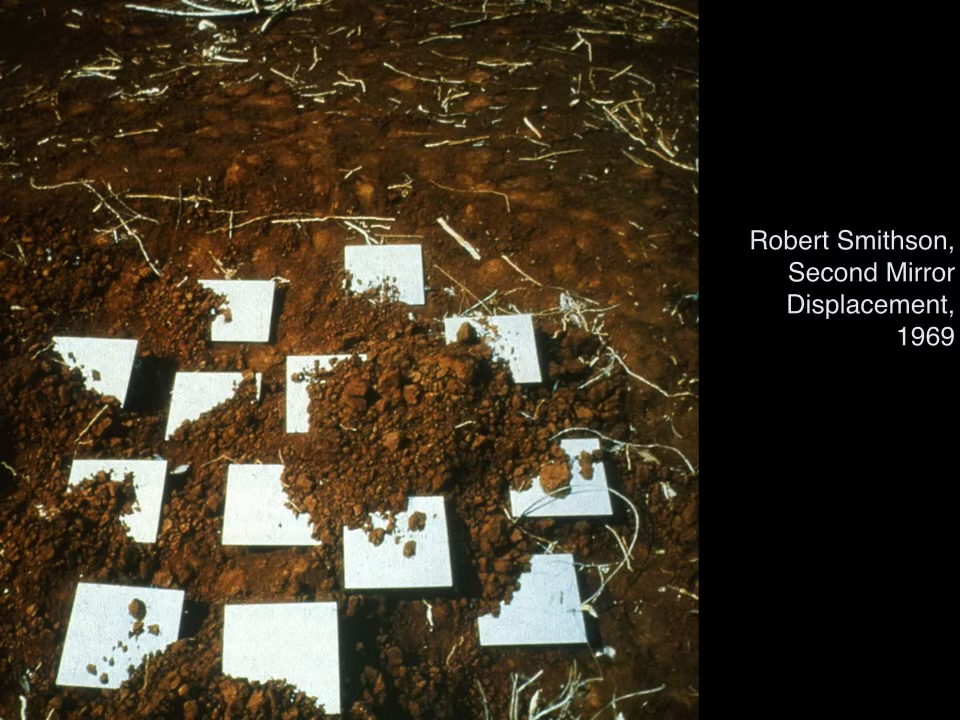 Robert Smithson,
Second Mirror
Displacement,
1969